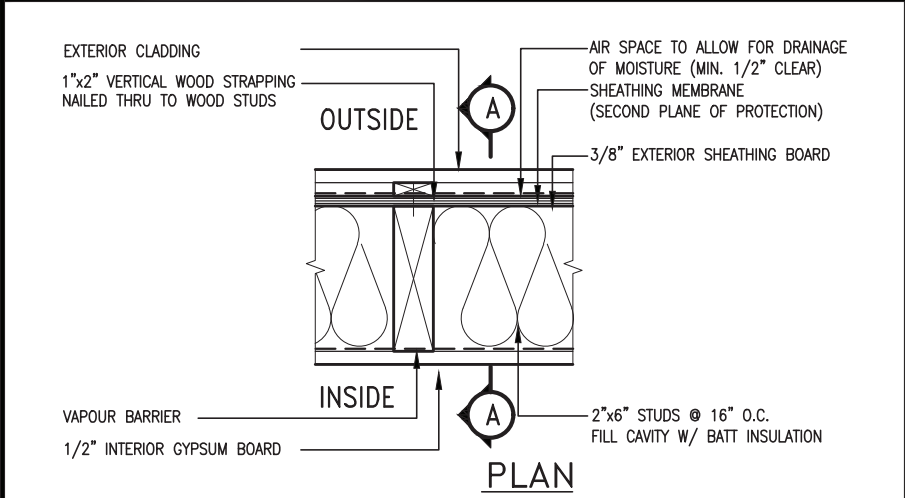 EXTERIOR CLADDING
1"x2" VERTICAL WOOD STRAPPING
NAILED THRU TO WOOD STUDS
AIR SPACE TO ALLOW FOR DRAINAGE
OF MOISTURE (MIN. 1/2" CLEAR)
SHEATHING MEMBRANE
(SECOND PLANE OF PROTECTION)
3/8" EXTERIOR SHEATHING BOARD
OUTSIDE
A
INSIDE
A
VAPOUR BARRIER
1/2" INTERIOR GYPSUM BOARD
2"x6" STUDS @ 16" O.C.
FILL CAVITY W/ BATT INSULATION
PLAN